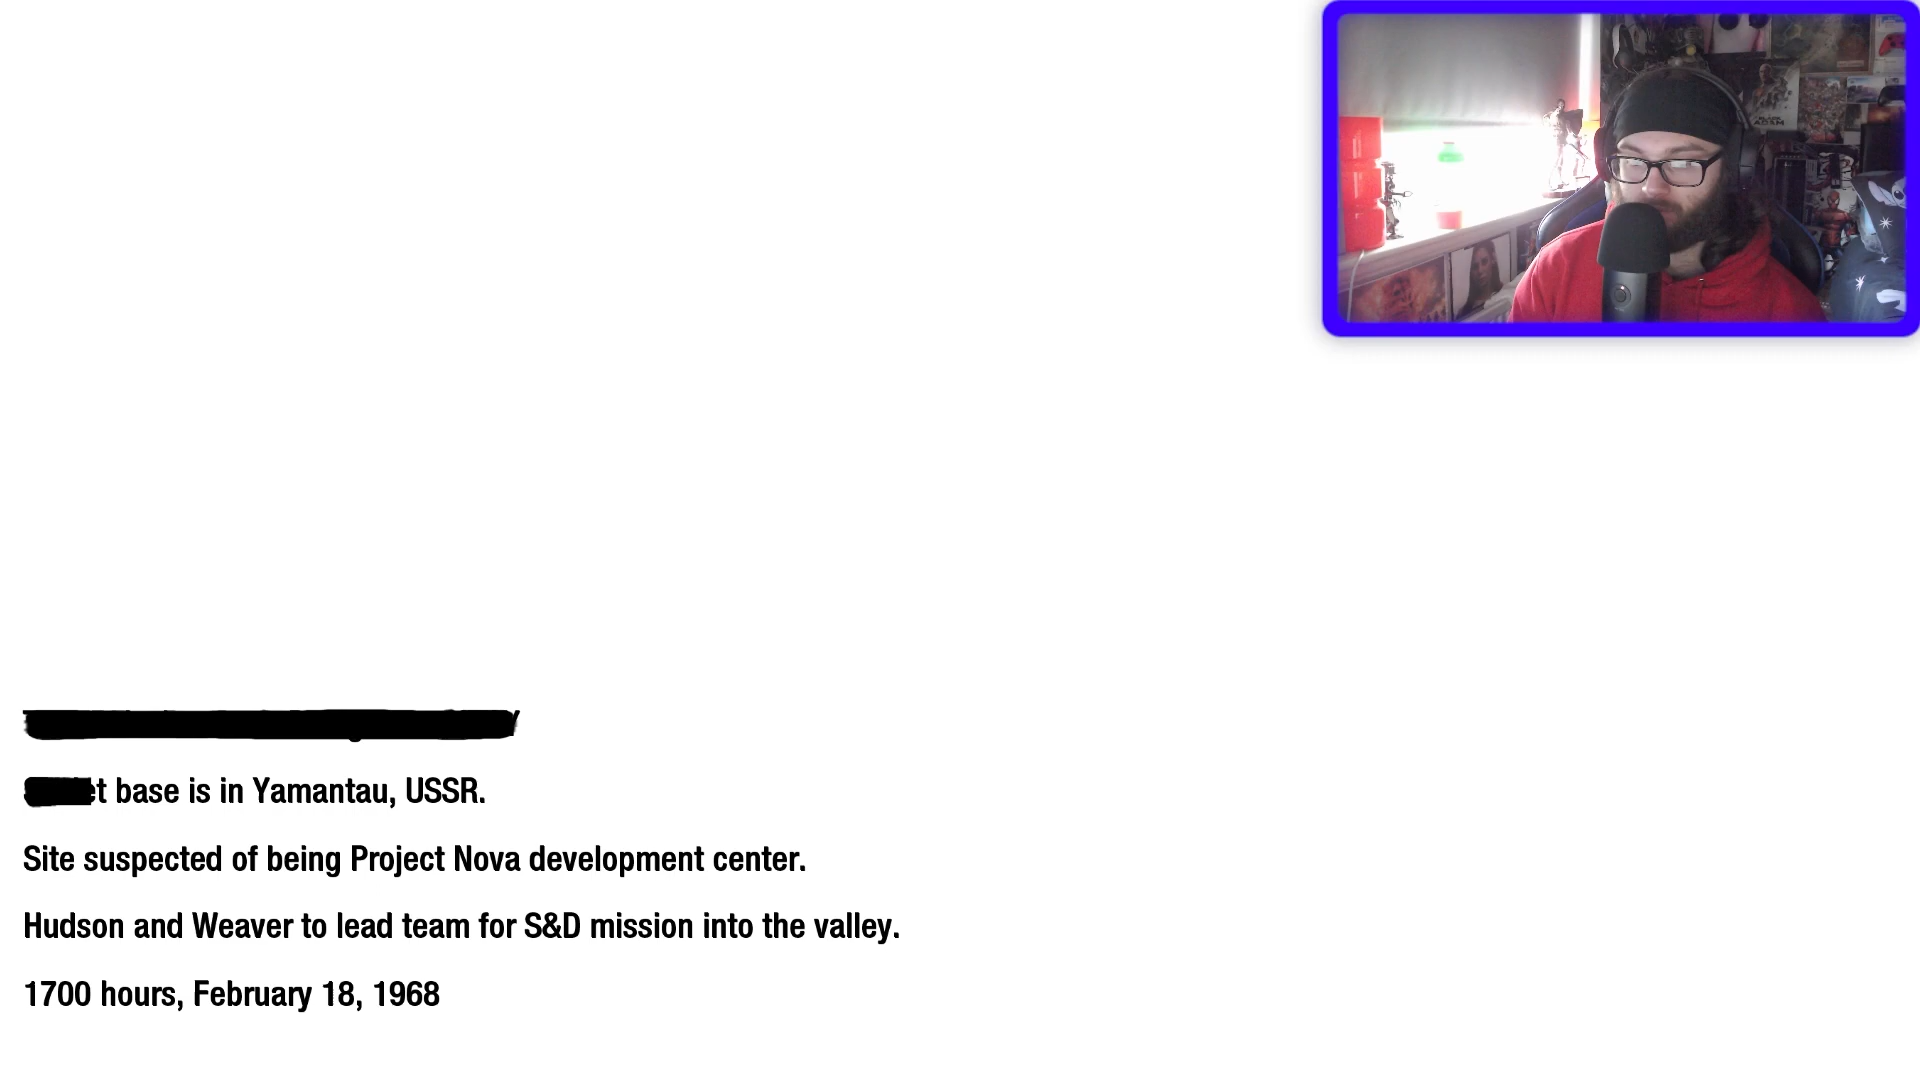 base is in Yamantau, USSR.
Site suspected of being Project Nova development center.
Hudson and Weaver to lead team for S&D mission into the valley.
1700 hours, February 18, 1968